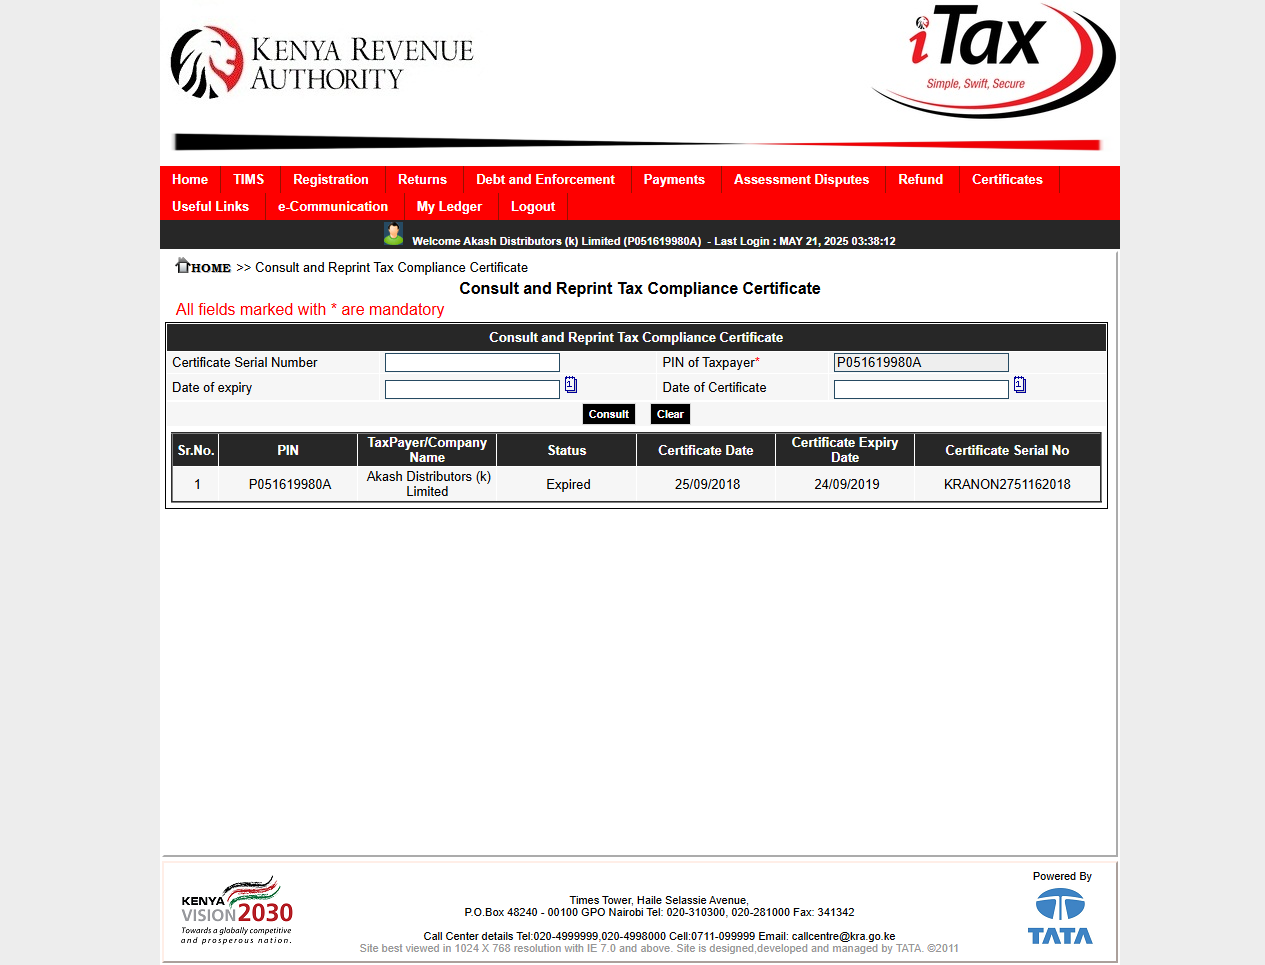 KENYA REVENUE
AUTHORITY
iTax
Simple, Swift, Secure
Home TIMS Registration Returns Debt and Enforcement Payments Assessment Disputes Refund Certificates
Useful Links e-Communication My Ledger Logout
Welcome Akash Distributors (k) Limited (P051619980A) - Last Login : MAY 21, 2025 03:38:12
HOME >> Consult and Reprint Tax Compliance Certificate
Consult and Reprint Tax Compliance Certificate
All fields marked with * are mandatory
Consult and Reprint Tax Compliance Certificate
Certificate Serial Number PIN of Taxpayer* P051619980A
Date of expiry 1 Date of Certificate 1
Consult Clear
Sr.No. PIN TaxPayer/Company Name Status Certificate Date Certificate Expiry Date Certificate Serial No
1 P051619980A Akash Distributors (k) Limited Expired 25/09/2018 24/09/2019 KRANON2751162018
KENYA
VISION 2030
Towards a globally competitive
and prosperous nation.
Times Tower, Haile Selassie Avenue,
P.O.Box 48240 - 00100 GPO Nairobi Tel: 020-310300, 020-281000 Fax: 341342
Call Center details Tel:020-4999999,020-4998000 Cell:0711-099999 Email: callcentre@kra.go.ke
Site best viewed in 1024 X 768 resolution with IE 7.0 and above. Site is designed,developed and managed by TATA. ©2011
Powered By
TATA